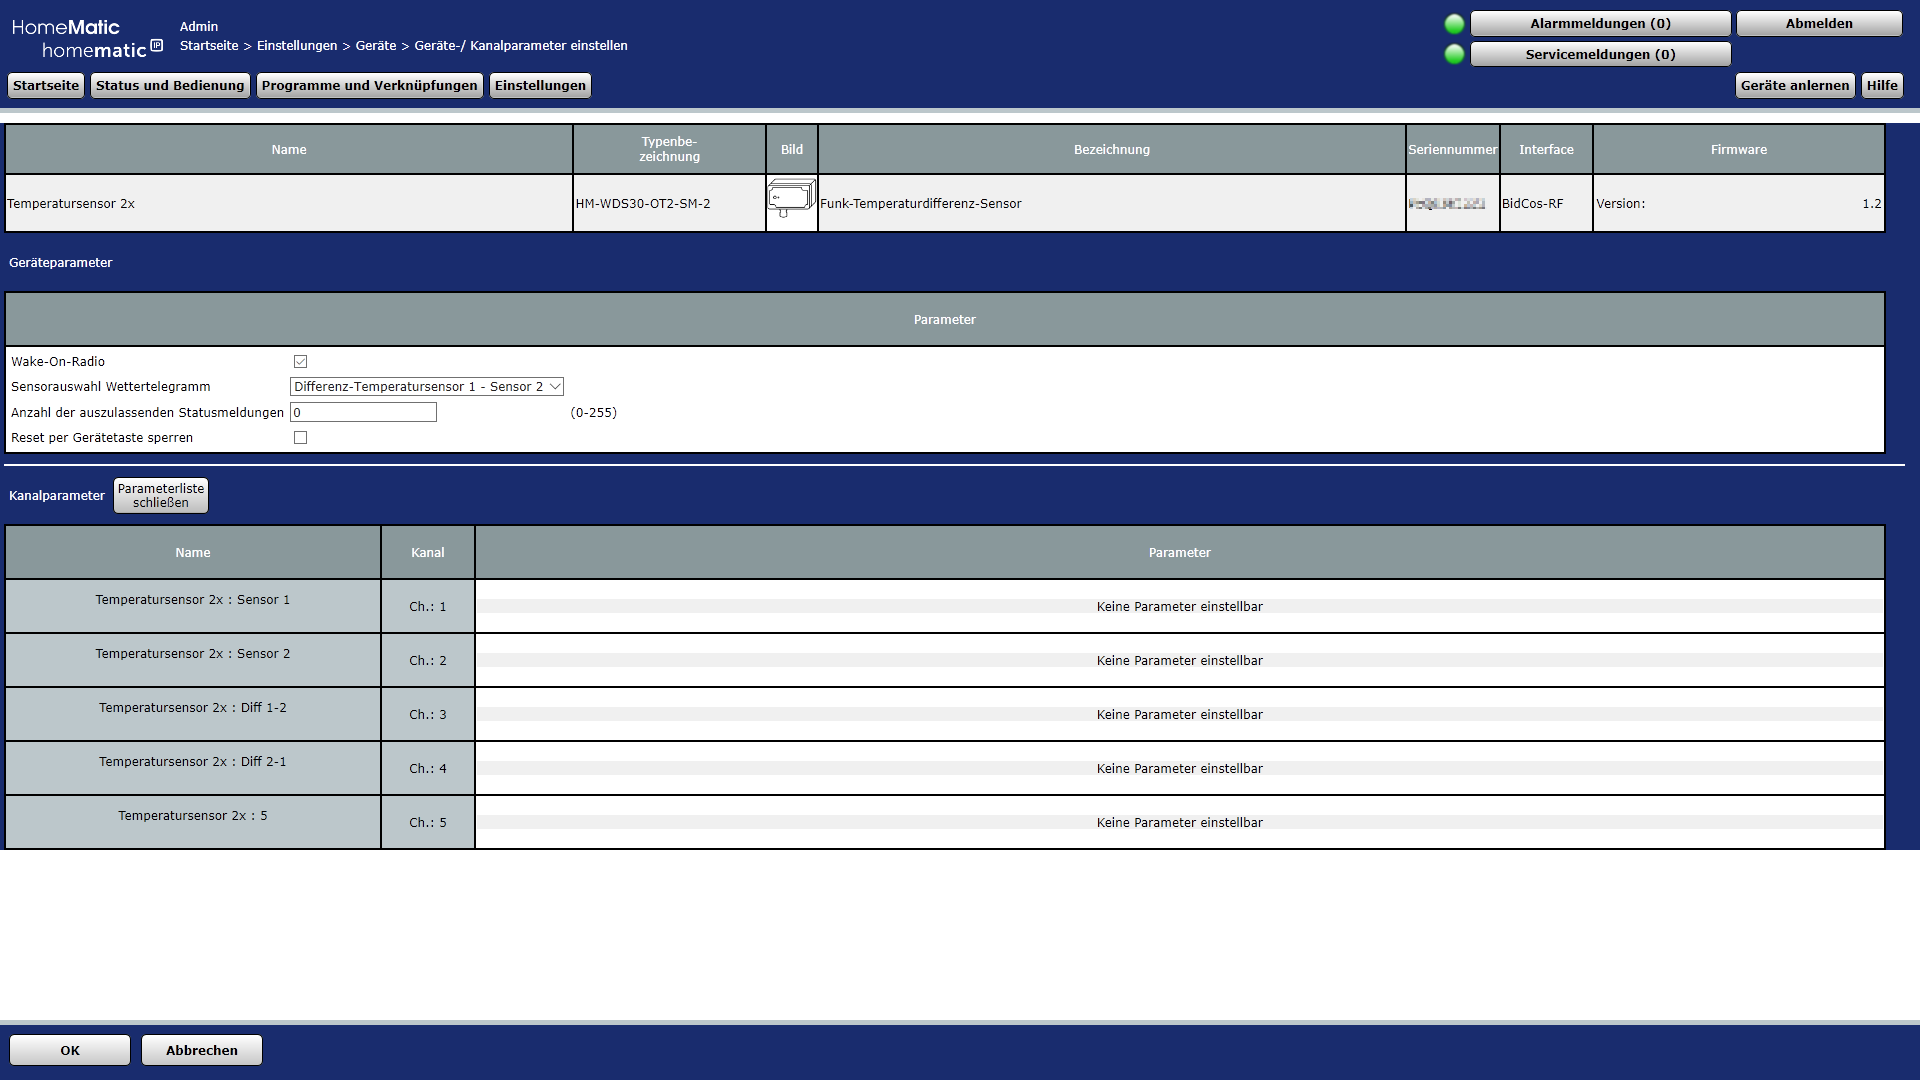 HomeMatic
homematic IP
Admin
Startseite > Einstellungen > Geräte > Geräte-/ Kanalparameter einstellen
Alarmmeldungen (0)
Abmelden
Servicemeldungen (0)
Startseite
Status und Bedienung
Programme und Verknüpfungen
Einstellungen
Geräte anlernen
Hilfe
Name
Typenbe-
zeichnung
Bild
Bezeichnung
Seriennummer
Interface
Firmware
Temperatursensor 2x
HM-WDS30-OT2-SM-2
Funk-Temperaturdifferenz-Sensor
BidCos-RF
Version: 1.2
Geräteparameter
Parameter
Wake-On-Radio
Sensorauswahl Wettertelegramm
Differenz-Temperatursensor 1 - Sensor 2
Anzahl der auszulassenden Statusmeldungen
0
(0-255)
Reset per Gerätetaste sperren
Kanalparameter
Parameterliste
schließen
Name
Kanal
Parameter
Temperatursensor 2x : Sensor 1
Ch.: 1
Keine Parameter einstellbar
Temperatursensor 2x : Sensor 2
Ch.: 2
Keine Parameter einstellbar
Temperatursensor 2x : Diff 1-2
Ch.: 3
Keine Parameter einstellbar
Temperatursensor 2x : Diff 2-1
Ch.: 4
Keine Parameter einstellbar
Temperatursensor 2x : 5
Ch.: 5
Keine Parameter einstellbar
OK
Abbrechen